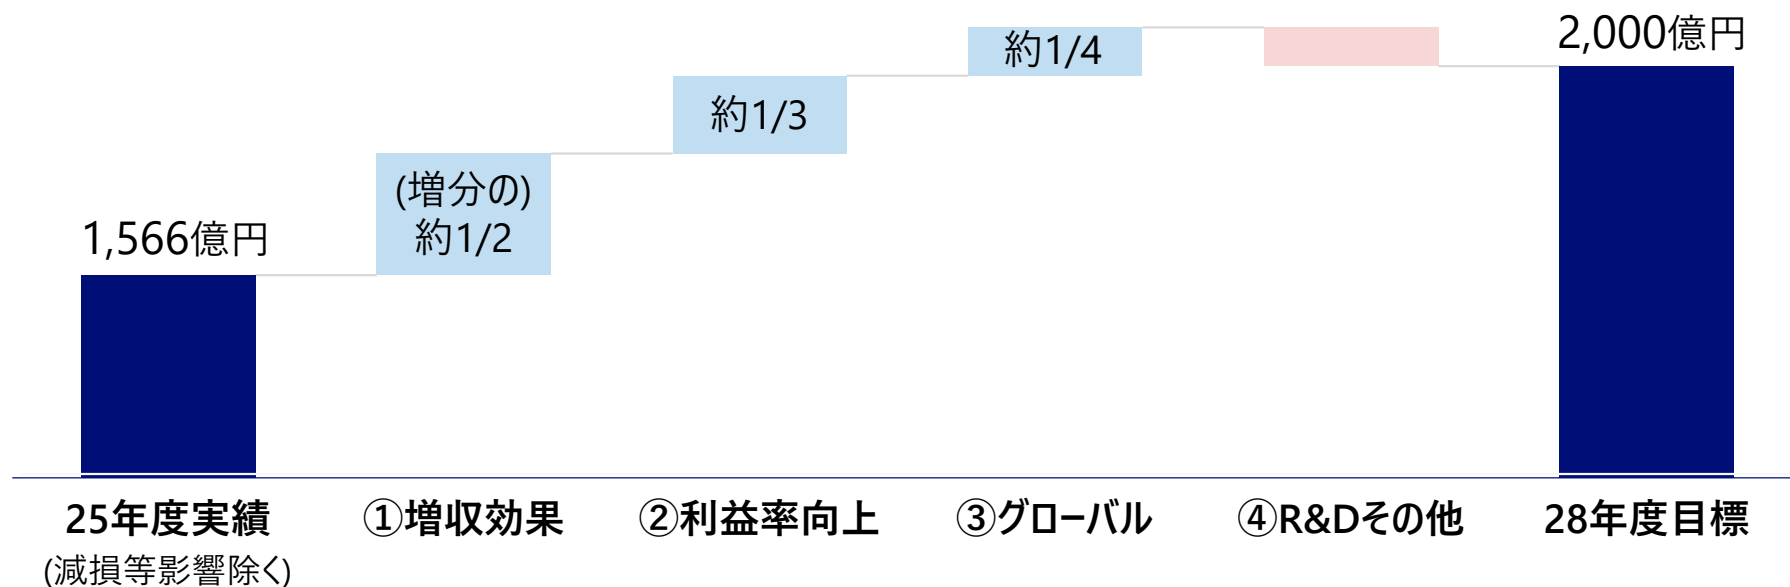 1,566億円
(増分の)
約1/2
約1/3
約1/4
2,000億円
25年度実績
(減損等影響除く)
①増収効果
②利益率向上
③グローバル
④R&Dその他
28年度目標